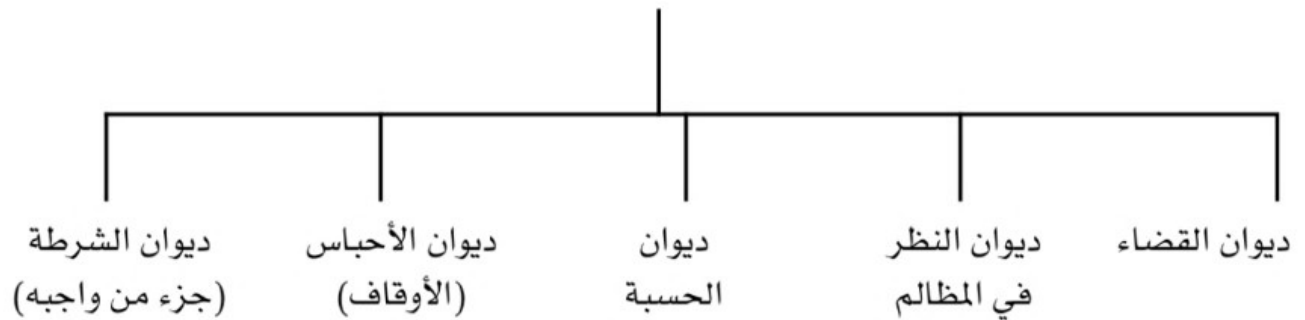 ديوان القضاء
ديوان النظر
في المظالم
ديوان
الحسبة
ديوان الأحباس
(الأوقاف)
ديوان الشرطة
(جزء من واجبه)